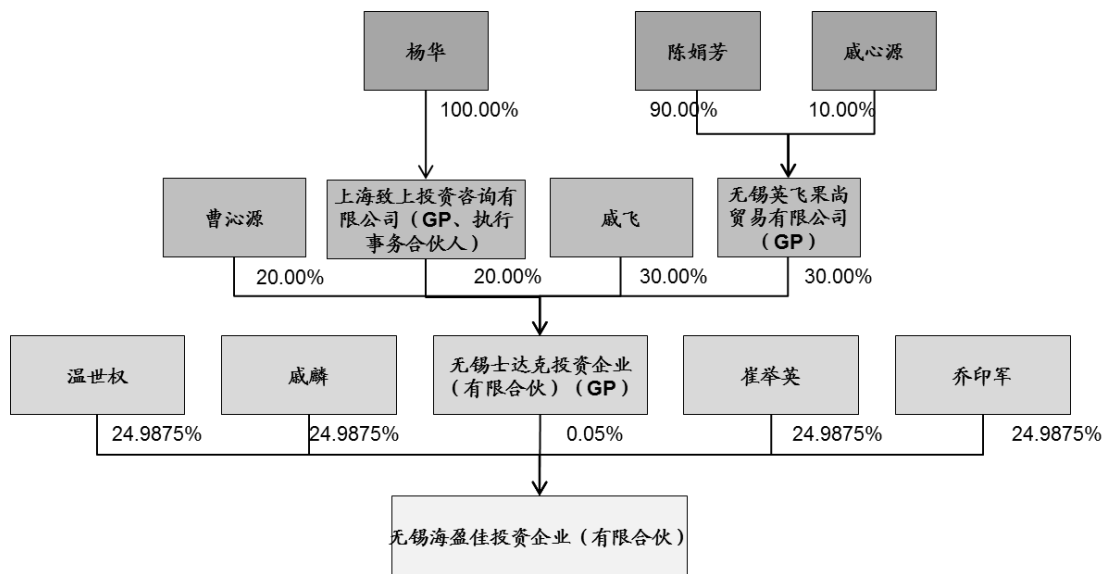 杨华
陈娟芳
戚心源
100.00%
90.00%
10.00%
曹沁源
上海致上投资咨询有
限公司（GP、执行
事务合伙人）
戚飞
无锡英飞果尚
贸易有限公司
（GP）
20.00%
20.00%
30.00%
30.00%
温世权
戚麟
无锡士达克投资企业
（有限合伙）（GP）
崔举英
乔印军
24.9875%
24.9875%
0.05%
24.9875%
24.9875%
无锡海盈佳投资企业（有限合伙）